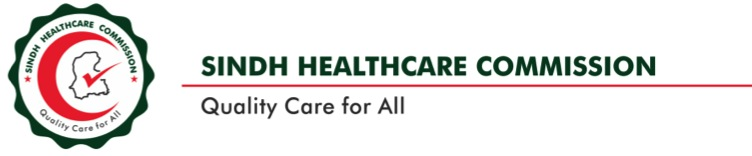 SINDH HEALTHCARE COMMISSION
Quality Care for All
SINDH HEALTHCARE COMMISSION
Quality Care for All